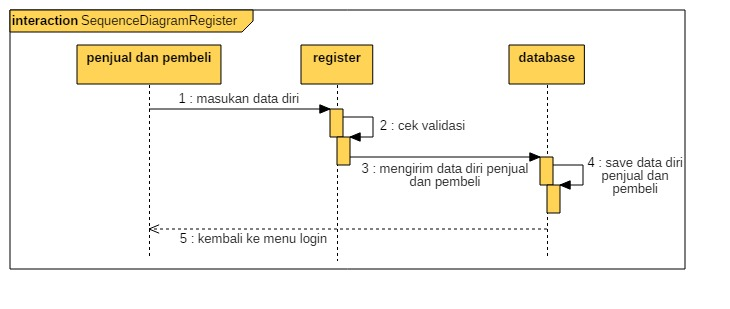 interaction SequenceDiagramRegister
penjual dan pembeli
register
database
1 : masukan data diri
2 : cek validasi
3 : mengirim data diri penjual
dan pembeli
4 : save data diri
penjual dan
pembeli
5 : kembali ke menu login